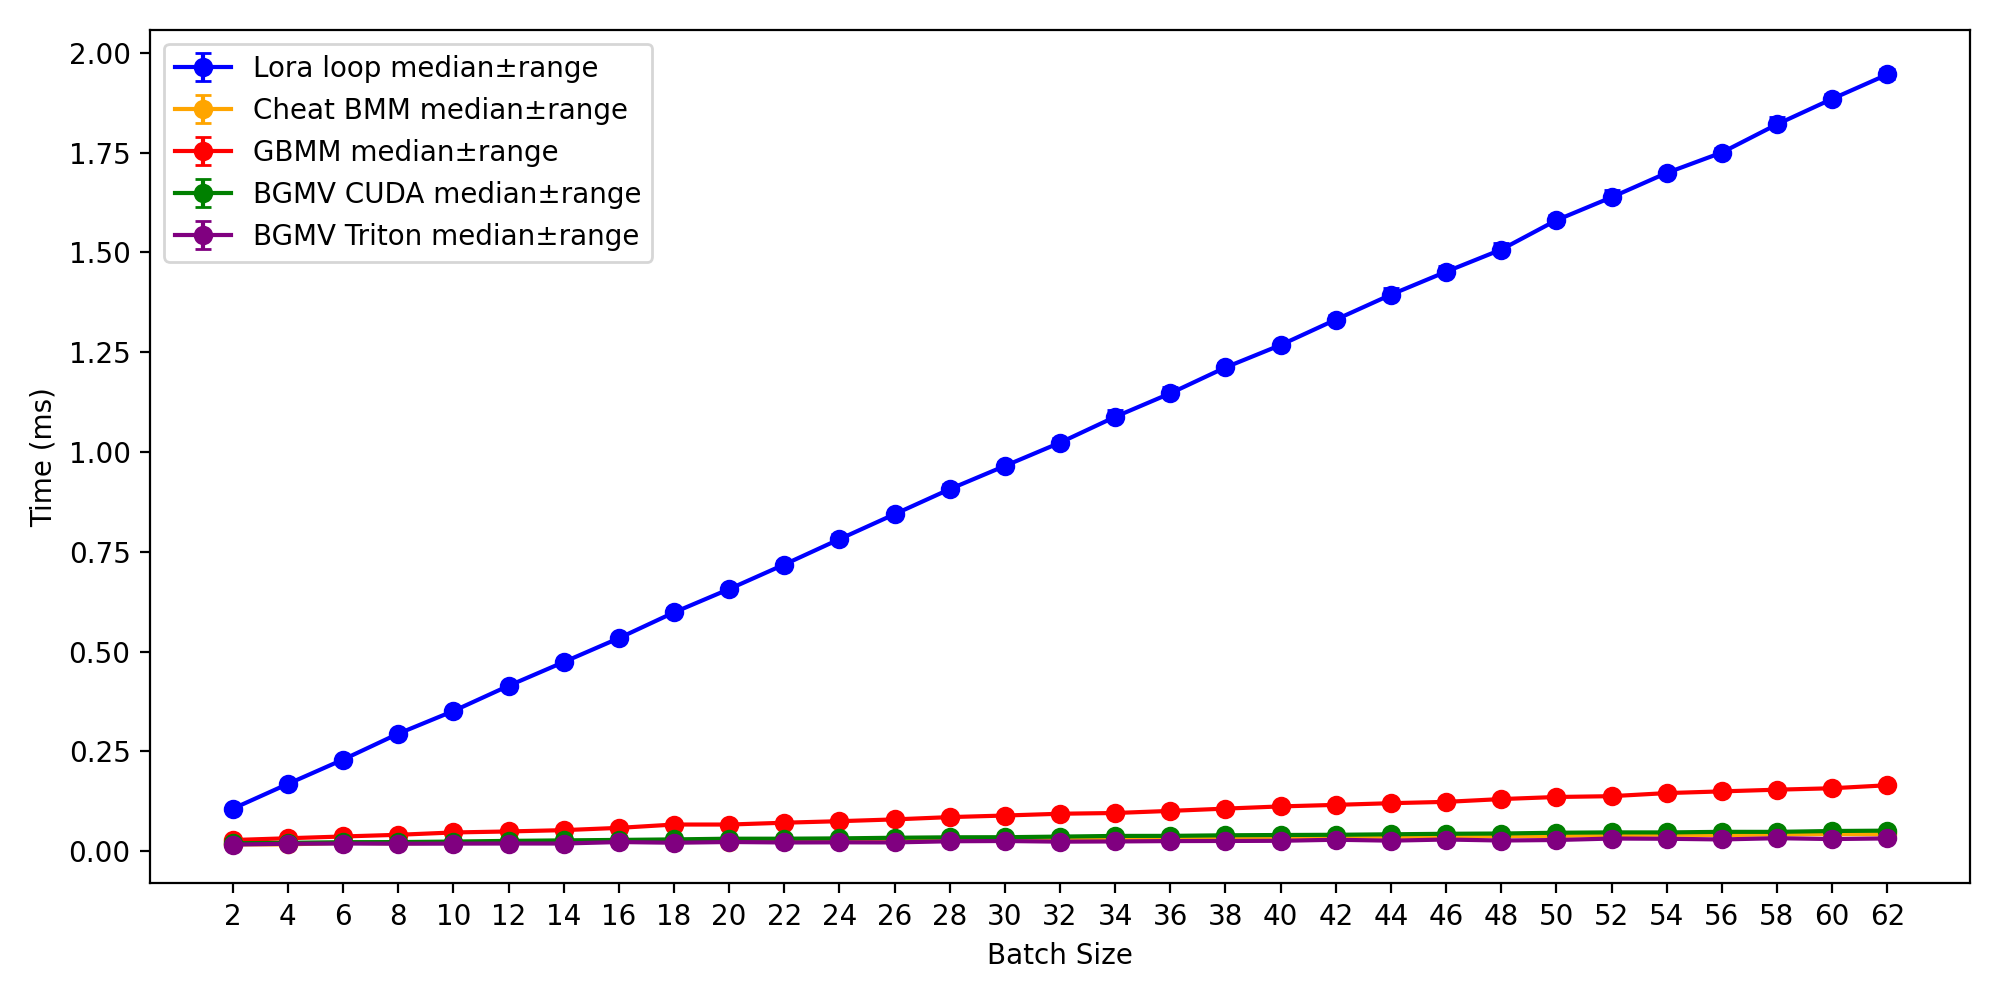 2.00
1.75
1.50
1.25
1.00
0.75
0.50
0.25
0.00
Time (ms)
Lora loop median±range
Cheat BMM median±range
GBMM median±range
BGMV CUDA median±range
BGMV Triton median±range
2 4 6 8 10 12 14 16 18 20 22 24 26 28 30 32 34 36 38 40 42 44 46 48 50 52 54 56 58 60 62
Batch Size